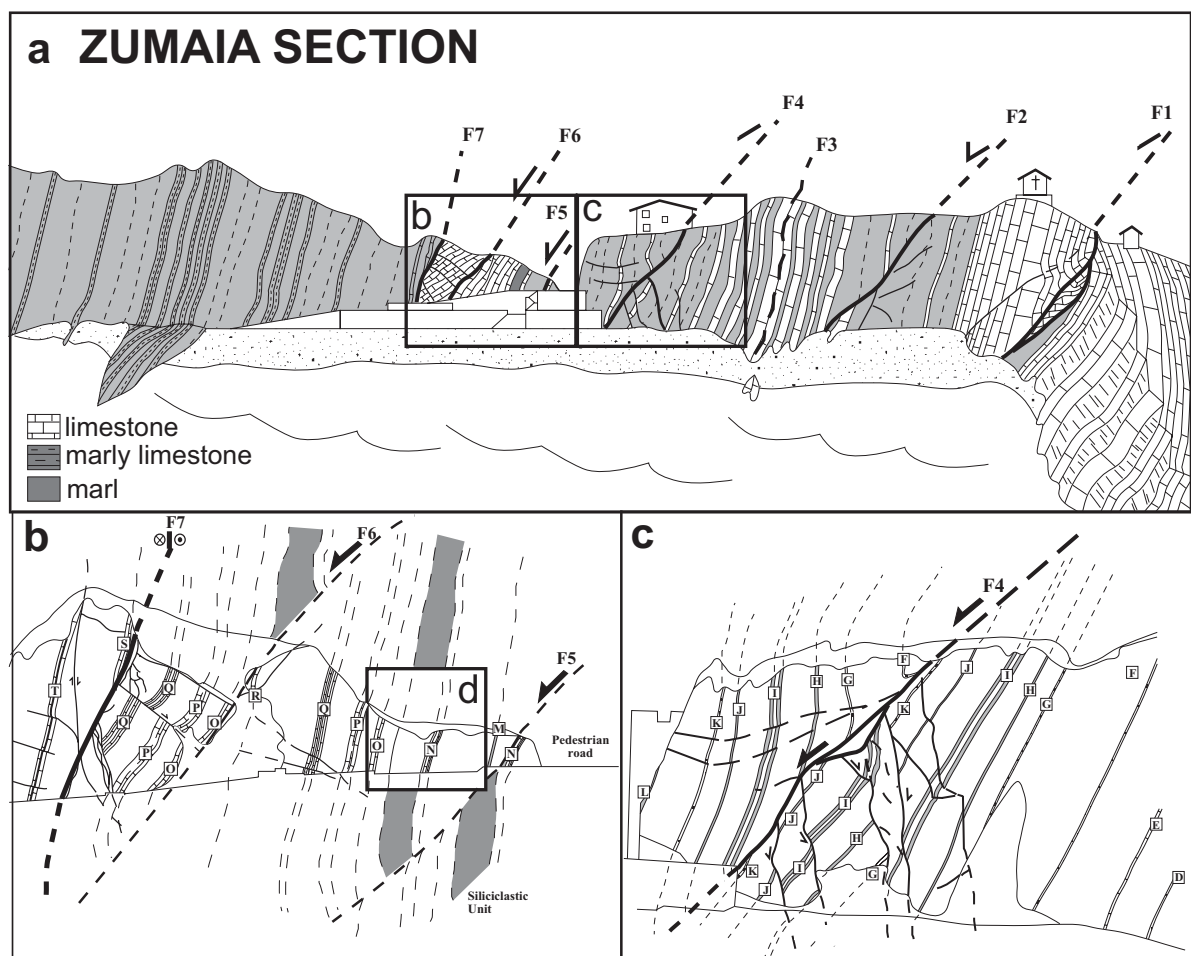 a ZUMAIA SECTION
F7
F6
F5
F4
F3
F2
F1
b
c
limestone
marly limestone
marl
b
F7
F6
F5
S
T
Q
P
O
R
Q
P
O
Q
P
O
d
M
N
N
Pedestrian
road
Siliciclastic
Unit
c
F4
F
J
I
H
G
F
K
J
I
H
G
K
L
J
I
J
H
E
K
I
G
D
J